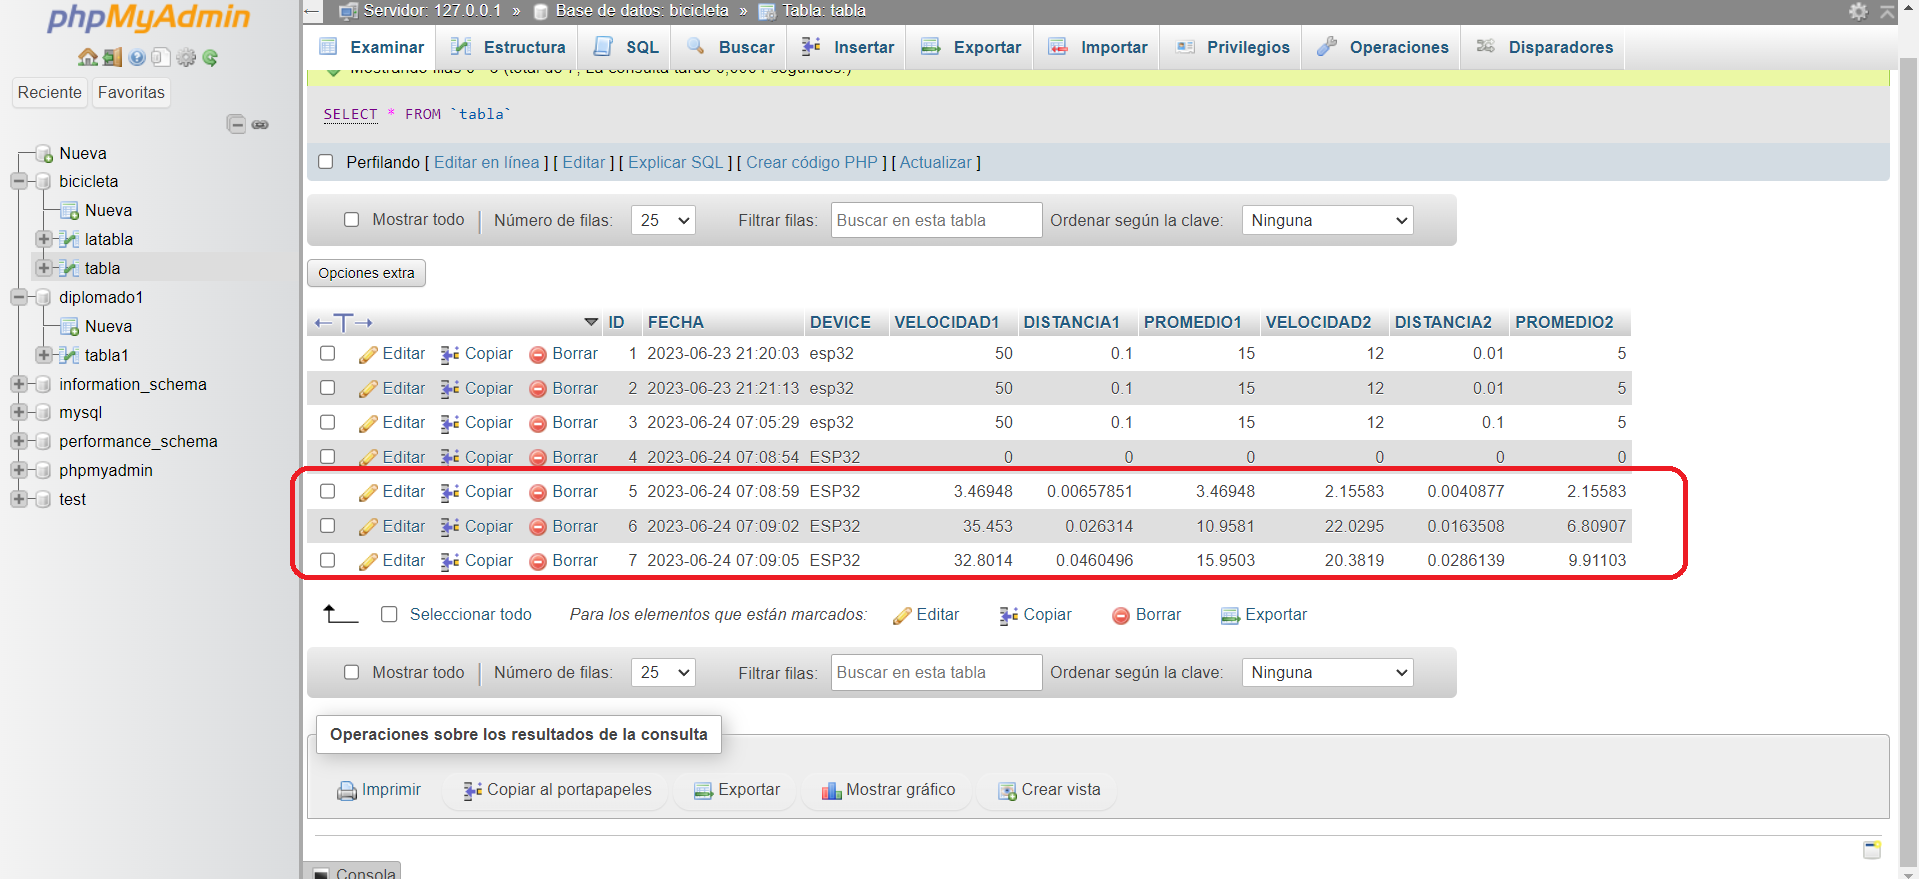 phpMyAdmin
Reciente Favoritas
Nueva
bicicleta
Nueva
latabla
tabla
diplomado1
Nueva
tabla1
information_schema
mysql
performance_schema
phpmyadmin
test
Servidor: 127.0.0.1 » Base de datos: bicicleta » Tabla: tabla
Examinar Estructura SQL Buscar Insertar Exportar Importar Privilegios Operaciones Disparadores
SELECT * FROM `tabla`
Perfilando [ Editar en línea ] [ Editar ] [ Explicar SQL ] [ Crear código PHP ] [ Actualizar ]
Mostrar todo Número de filas: 25 Filtrar filas: Buscar en esta tabla Ordenar según la clave: Ninguna
Opciones extra
←T→ ID FECHA DEVICE VELOCIDAD1 DISTANCIA1 PROMEDIO1 VELOCIDAD2 DISTANCIA2 PROMEDIO2
Editar Copiar Borrar 1 2023-06-23 21:20:03 esp32 50 0.1 15 12 0.01 5
Editar Copiar Borrar 2 2023-06-23 21:21:13 esp32 50 0.1 15 12 0.01 5
Editar Copiar Borrar 3 2023-06-24 07:05:29 esp32 50 0.1 15 12 0.1 5
Editar Copiar Borrar 4 2023-06-24 07:08:54 ESP32 0 0 0 0 0 0
Editar Copiar Borrar 5 2023-06-24 07:08:59 ESP32 3.46948 0.00657851 3.46948 2.15583 0.0040877 2.15583
Editar Copiar Borrar 6 2023-06-24 07:09:02 ESP32 35.453 0.026314 10.9581 22.0295 0.0163508 6.80907
Editar Copiar Borrar 7 2023-06-24 07:09:05 ESP32 32.8014 0.0460496 15.9503 20.3819 0.0286139 9.91103
Seleccionar todo Para los elementos que están marcados: Editar Copiar Borrar Exportar
Mostrar todo Número de filas: 25 Filtrar filas: Buscar en esta tabla Ordenar según la clave: Ninguna
Operaciones sobre los resultados de la consulta
Imprimir Copiar al portapapeles Exportar Mostrar gráfico Crear vista
Consola